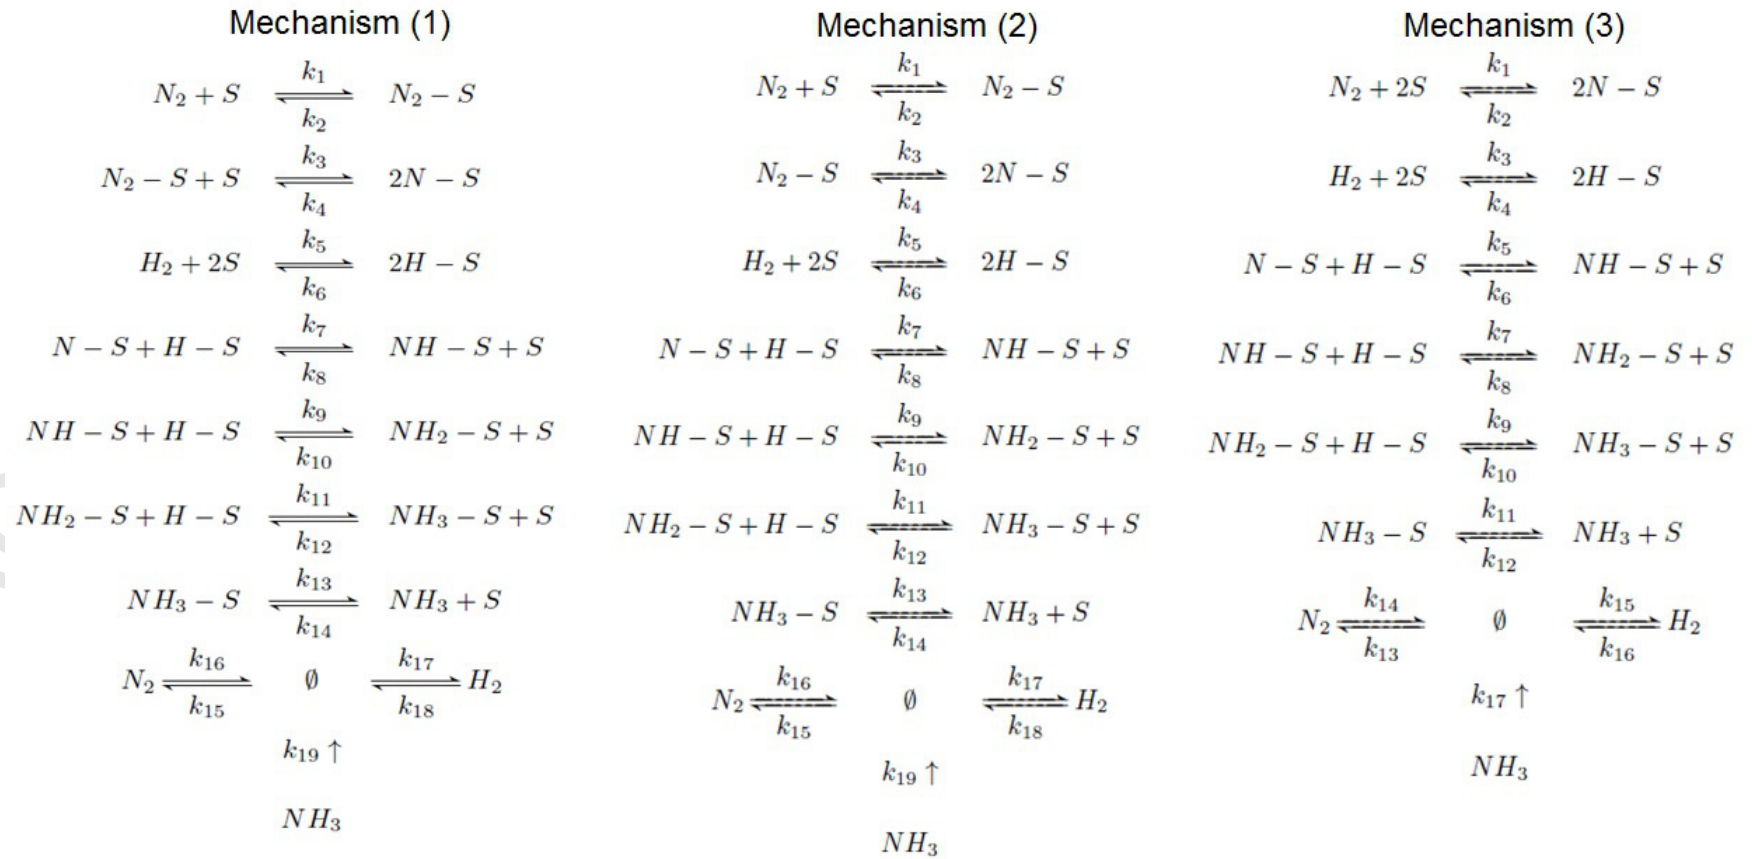 Mechanism (1)
N₂ + S ⇌ N₂ − S
k₁
k₂
N₂ − S + S ⇌ 2N − S
k₃
k₄
H₂ + 2S ⇌ 2H − S
k₅
k₆
N − S + H − S ⇌ NH − S + S
k₇
k₈
NH − S + H − S ⇌ NH₂ − S + S
k₉
k₁₀
NH₂ − S + H − S ⇌ NH₃ − S + S
k₁₁
k₁₂
NH₃ − S ⇌ NH₃ + S
k₁₃
k₁₄
k₁₆ k₁₇
N₂ ⇌ ∅ ⇌ H₂
k₁₅ k₁₈
k₁₉ ↑
NH₃
Mechanism (2)
N₂ + S ⇌ N₂ − S
k₁
k₂
N₂ − S ⇌ 2N − S
k₃
k₄
H₂ + 2S ⇌ 2H − S
k₅
k₆
N − S + H − S ⇌ NH − S + S
k₇
k₈
NH − S + H − S ⇌ NH₂ − S + S
k₉
k₁₀
NH₂ − S + H − S ⇌ NH₃ − S + S
k₁₁
k₁₂
NH₃ − S ⇌ NH₃ + S
k₁₃
k₁₄
k₁₆ k₁₇
N₂ ⇌ ∅ ⇌ H₂
k₁₅ k₁₈
k₁₉ ↑
NH₃
Mechanism (3)
N₂ + 2S ⇌ 2N − S
k₁
k₂
H₂ + 2S ⇌ 2H − S
k₃
k₄
N − S + H − S ⇌ NH − S + S
k₅
k₆
NH − S + H − S ⇌ NH₂ − S + S
k₇
k₈
NH₂ − S + H − S ⇌ NH₃ − S + S
k₉
k₁₀
NH₃ − S ⇌ NH₃ + S
k₁₁
k₁₂
k₁₄ k₁₅
N₂ ⇌ ∅ ⇌ H₂
k₁₃ k₁₆
k₁₇ ↑
NH₃